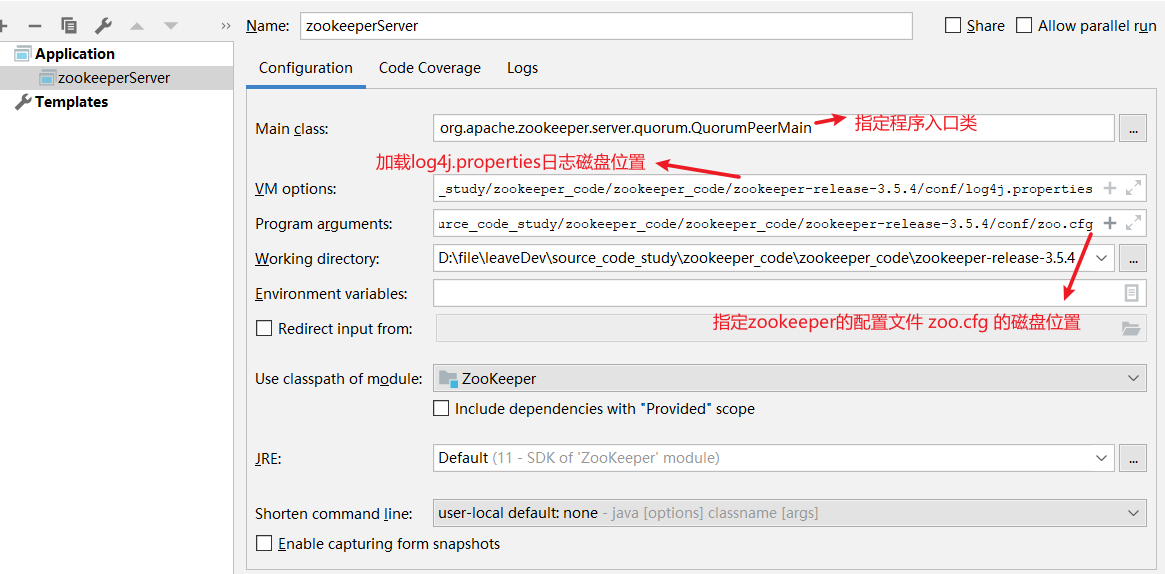 Name: zookeeperServer Share Allow parallel run
Application
zookeeperServer
Templates
Configuration Code Coverage Logs
Main class: org.apache.zookeeper.server.quorum.QuorumPeerMain 指定程序入口类 ...
加载log4j.properties日志磁盘位置
VM options: _study/zookeeper_code/zookeeper_code/zookeeper-release-3.5.4/conf/log4j.properties
Program arguments: urce_code_study/zookeeper_code/zookeeper_code/zookeeper-release-3.5.4/conf/zoo.cfg
Working directory: D:\file\leaveDev\source_code_study\zookeeper_code\zookeeper_code\zookeeper-release-3.5.4 ...
Environment variables:
Redirect input from:
指定zookeeper的配置文件 zoo.cfg 的磁盘位置
Use classpath of module: ZooKeeper
Include dependencies with "Provided" scope
JRE: Default (11 - SDK of 'ZooKeeper' module) ...
Shorten command line: user-local default: none - java [options] classname [args]
Enable capturing form snapshots